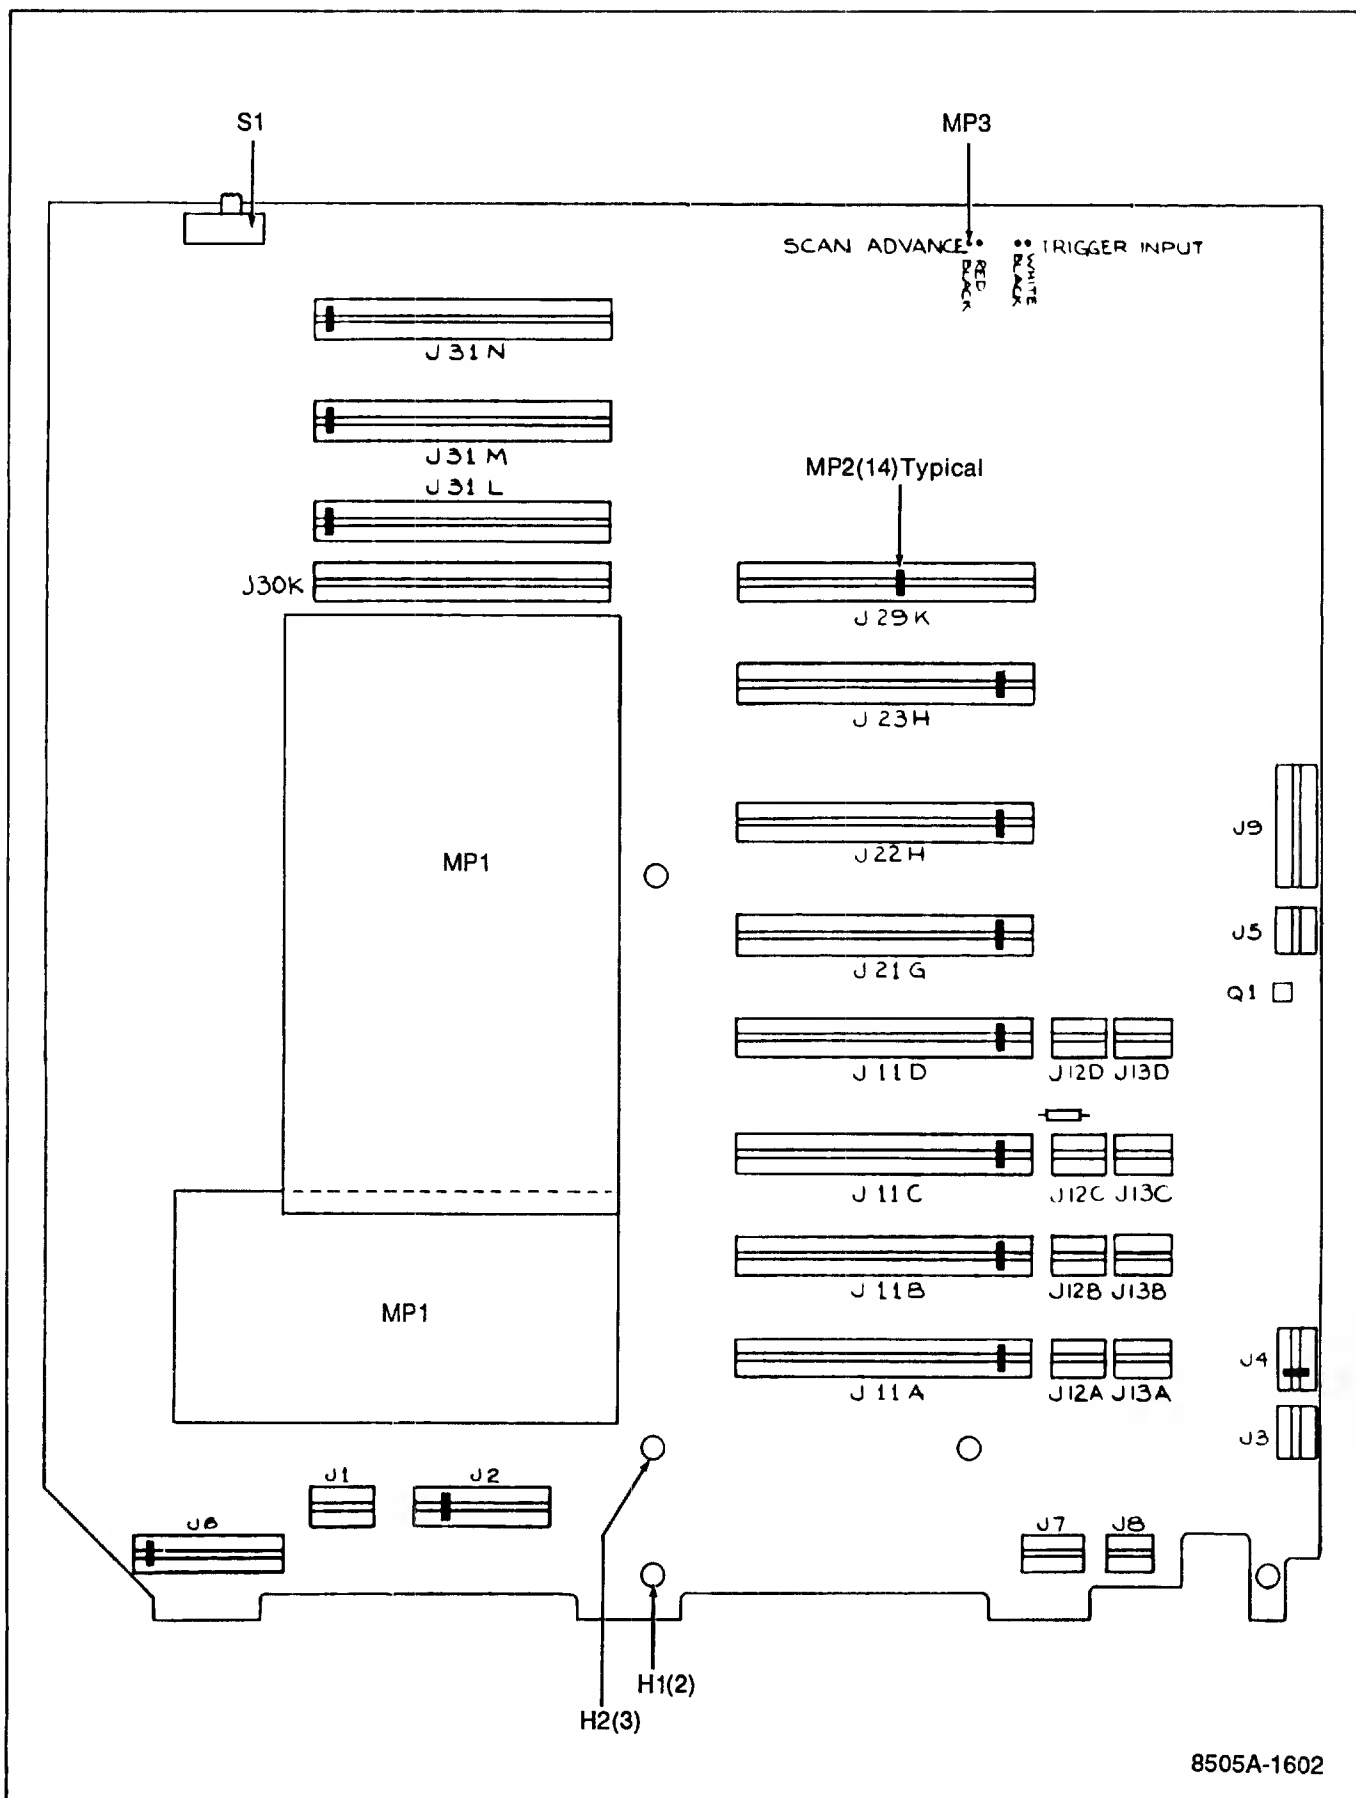 S1
MP3
SCAN ADVANCE
TRIGGER INPUT
RED
BLACK
WHITE
BLACK
J31N
J31M
J31L
MP2(14)Typical
J30K
J29K
J23H
MP1
J9
J22H
J5
J21G
Q1
J11D
J12D
J13D
J11C
J12C
J13C
J11B
J12B
J13B
MP1
J4
J11A
J12A
J13A
J3
J1
J2
J6
J7
J8
H1(2)
H2(3)
8505A-1602